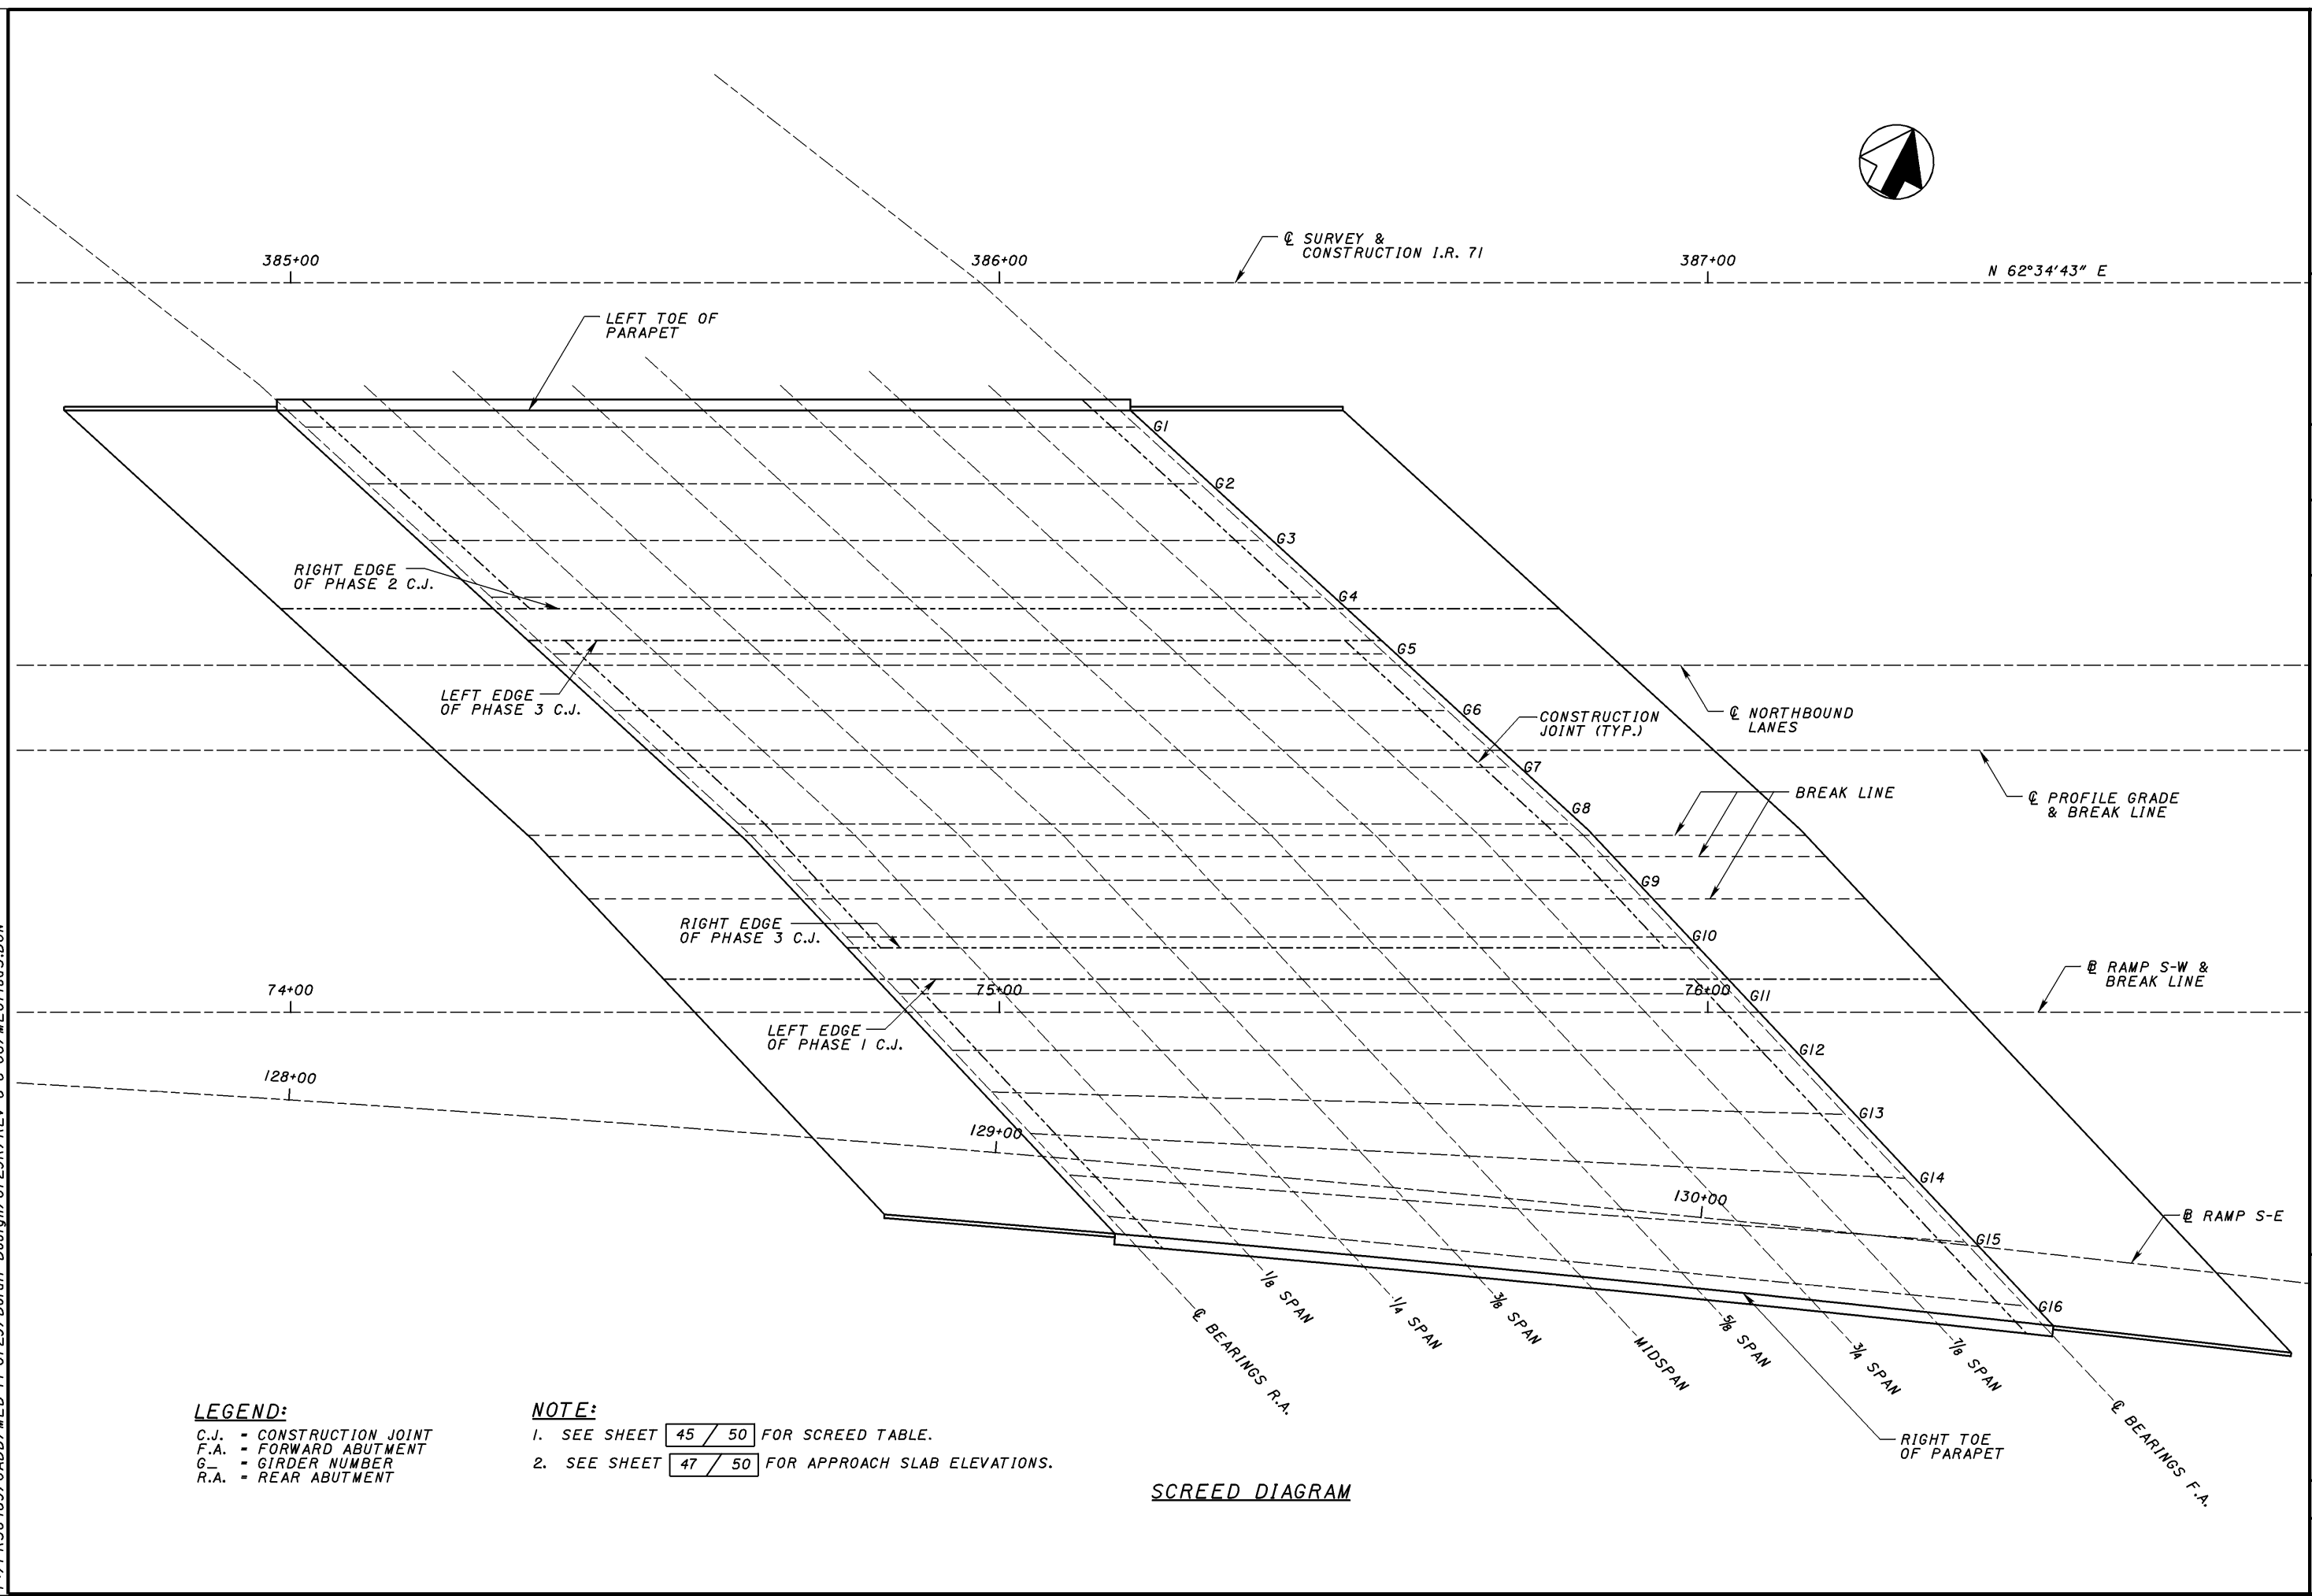 ℄ SURVEY &
CONSTRUCTION I.R. 71
385+00
386+00
387+00
N 62°34'43" E
LEFT TOE OF
PARAPET
G1
G2
G3
RIGHT EDGE
OF PHASE 2 C.J.
G4
G5
LEFT EDGE
OF PHASE 3 C.J.
G6
CONSTRUCTION
JOINT (TYP.)
℄ NORTHBOUND
LANES
G7
BREAK LINE
℄ PROFILE GRADE
& BREAK LINE
G8
G9
RIGHT EDGE
OF PHASE 3 C.J.
G10
74+00
75+00
76+00
G11
℄ RAMP S-W &
BREAK LINE
LEFT EDGE
OF PHASE 1 C.J.
G12
128+00
G13
129+00
G14
130+00
G15
℄ RAMP S-E
G16
℄ BEARINGS R.A.
1/8 SPAN
1/4 SPAN
3/8 SPAN
MIDSPAN
5/8 SPAN
3/4 SPAN
7/8 SPAN
℄ BEARINGS F.A.
RIGHT TOE
OF PARAPET
LEGEND:
C.J. = CONSTRUCTION JOINT
F.A. = FORWARD ABUTMENT
G_ = GIRDER NUMBER
R.A. = REAR ABUTMENT
NOTE:
1. SEE SHEET 45 / 50 FOR SCREED TABLE.
2. SEE SHEET 47 / 50 FOR APPROACH SLAB ELEVATIONS.
SCREED DIAGRAM